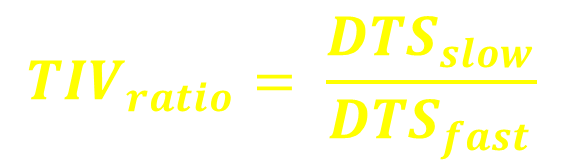 TIV_ratio = DTS_slow / DTS_fast